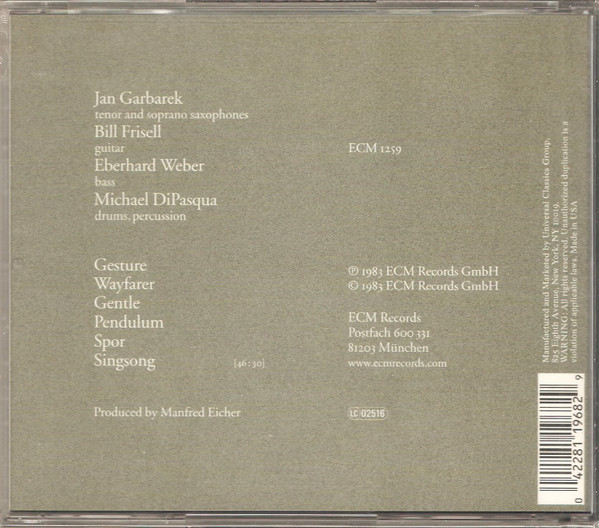 Jan Garbarek
tenor and soprano saxophones
Bill Frisell
guitar
Eberhard Weber
bass
Michael DiPasqua
drums, percussion
ECM 1259
Gesture
Wayfarer
Gentle
Pendulum
Spor
Singsong [46:30]
Produced by Manfred Eicher
℗ 1983 ECM Records GmbH
© 1983 ECM Records GmbH
ECM Records
Postfach 600 331
81203 München
www.ecmrecords.com
LC 02516
Manufactured and Marketed by Universal Classics Group,
825 Eighth Avenue, New York, NY 10019.
WARNING: All rights reserved. Unauthorized duplication is a
violation of applicable laws. Made in USA
0 42281 19682 9